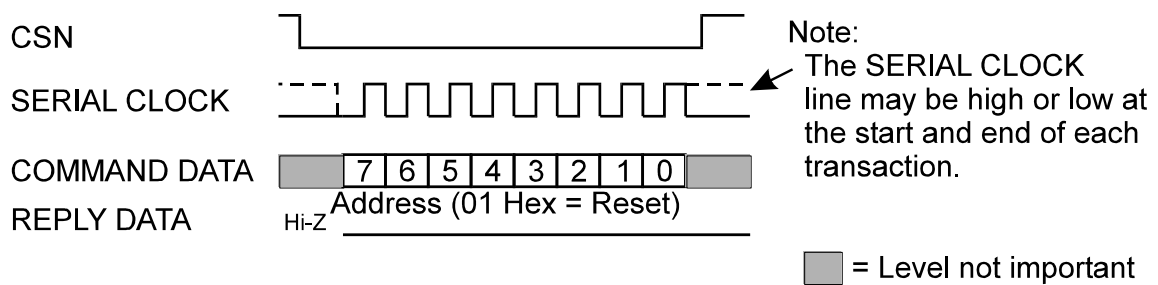 CSN
SERIAL CLOCK
COMMAND DATA
7 6 5 4 3 2 1 0
Address (01 Hex = Reset)
REPLY DATA
Hi-Z
Note:
The SERIAL CLOCK
line may be high or low at
the start and end of each
transaction.
= Level not important